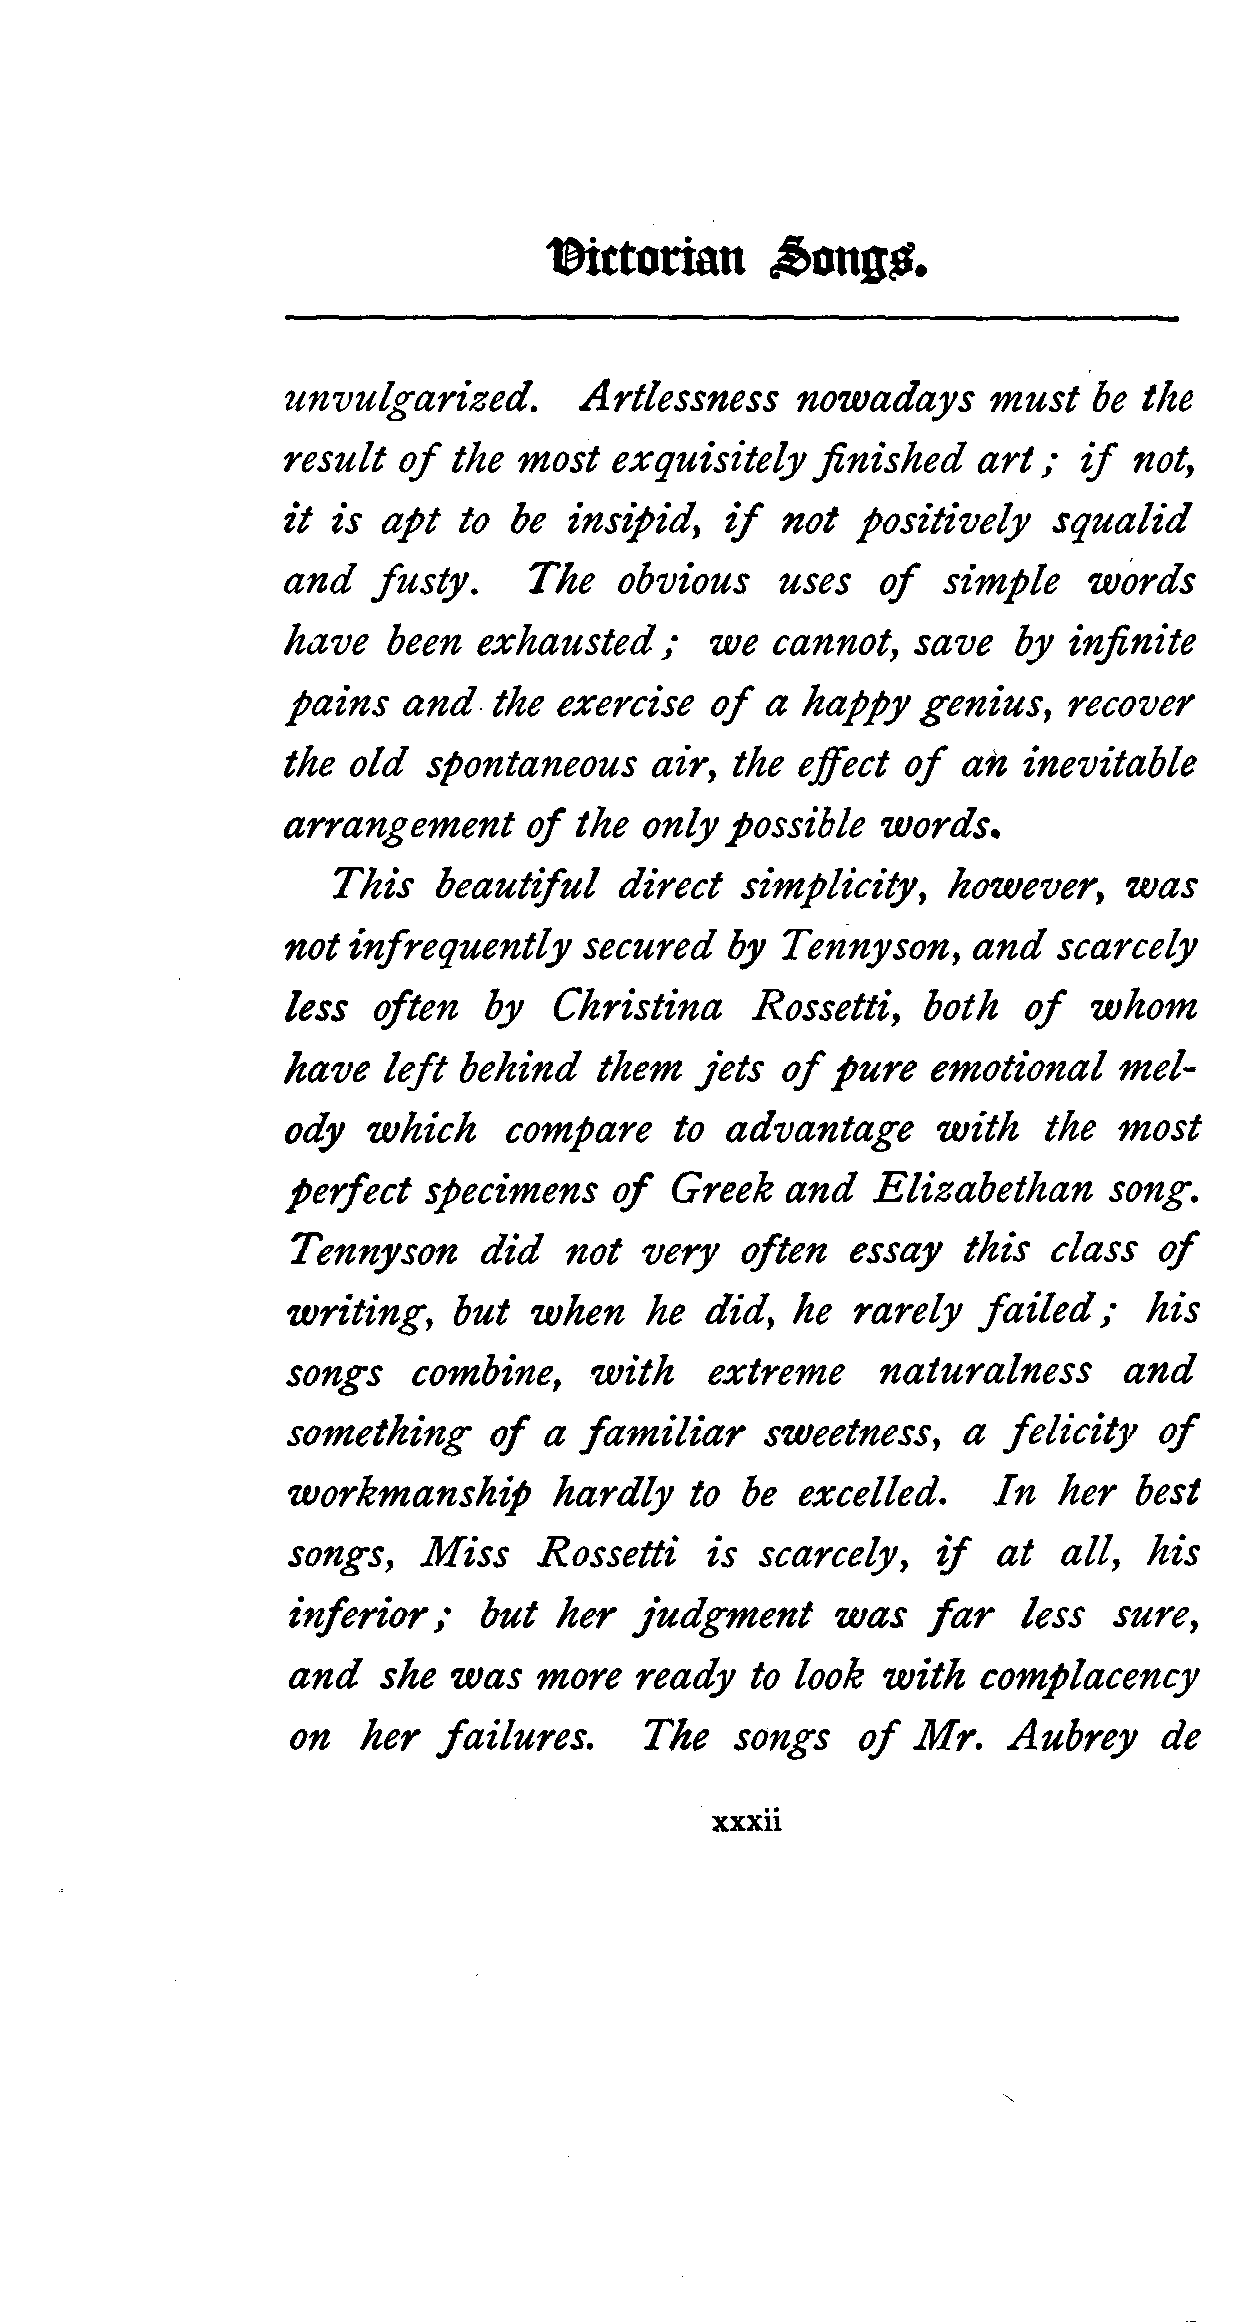 Victorian Songs.
unvulgarized. Artlessness nowadays must be the
result of the most exquisitely finished art; if not,
it is apt to be insipid, if not positively squalid
and fusty. The obvious uses of simple words
have been exhausted; we cannot, save by infinite
pains and the exercise of a happy genius, recover
the old spontaneous air, the effect of an inevitable
arrangement of the only possible words.
This beautiful direct simplicity, however, was
not infrequently secured by Tennyson, and scarcely
less often by Christina Rossetti, both of whom
have left behind them jets of pure emotional mel-
ody which compare to advantage with the most
perfect specimens of Greek and Elizabethan song.
Tennyson did not very often essay this class of
writing, but when he did, he rarely failed; his
songs combine, with extreme naturalness and
something of a familiar sweetness, a felicity of
workmanship hardly to be excelled. In her best
songs, Miss Rossetti is scarcely, if at all, his
inferior; but her judgment was far less sure,
and she was more ready to look with complacency
on her failures. The songs of Mr. Aubrey de
xxxii